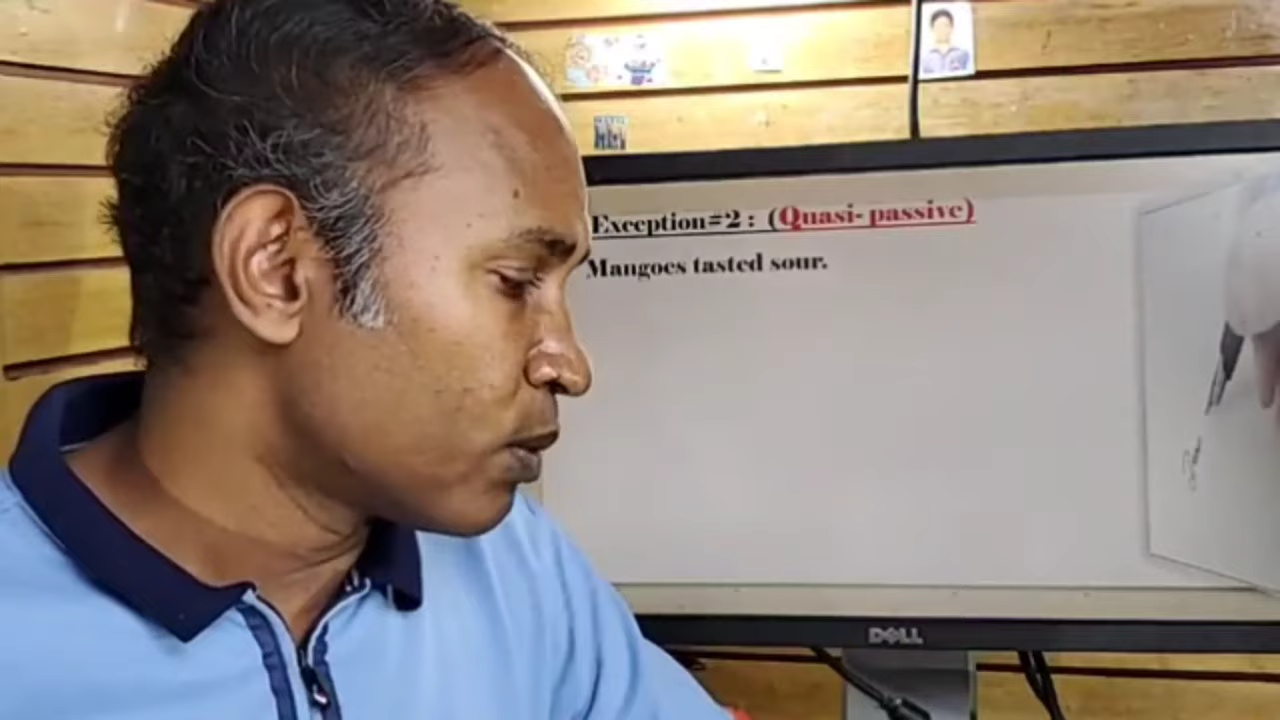 Exception#2 : (Quasi- passive)
Mangoes tasted sour.
DELL